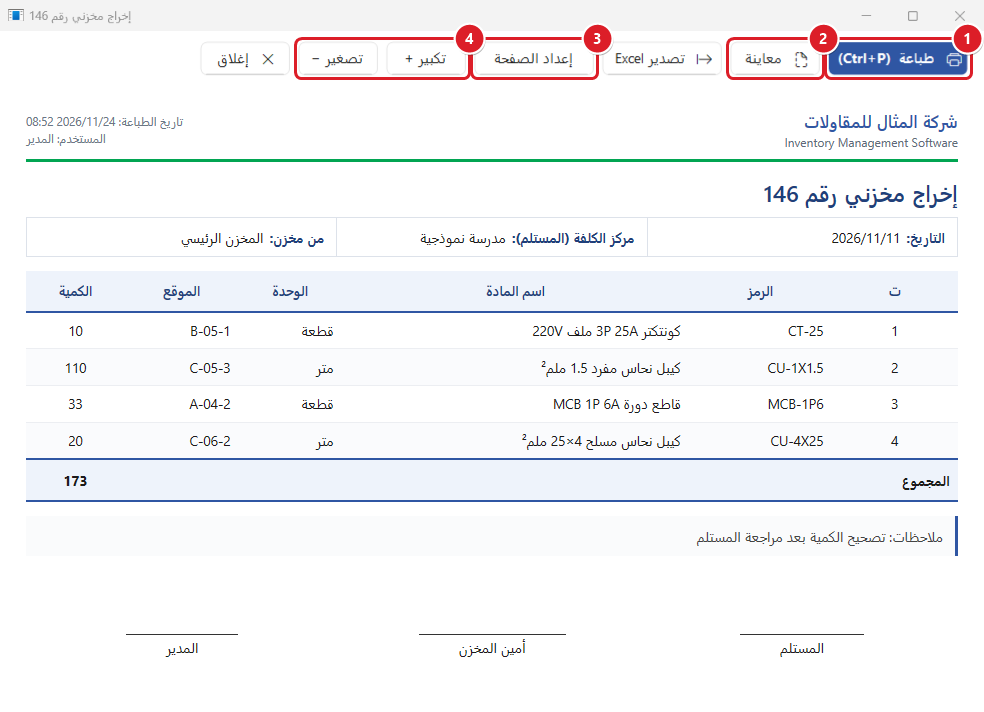 إخراج مخزني رقم 146
1 2 3 4
طباعة (Ctrl+P) معاينة تصدير Excel إعداد الصفحة تكبير + تصغير − إغلاق
شركة المثال للمقاولات
Inventory Management Software
تاريخ الطباعة: 2026/11/24 08:52
المستخدم: المدير
إخراج مخزني رقم 146
التاريخ: 2026/11/11 مركز الكلفة (المستلم): مدرسة نموذجية من مخزن: المخزن الرئيسي
ت الرمز اسم المادة الوحدة الموقع الكمية
1 CT-25 كونتكتر 3P 25A ملف 220V قطعة B-05-1 10
2 CU-1X1.5 كيبل نحاس مفرد 1.5 ملم² متر C-05-3 110
3 MCB-1P6 قاطع دورة MCB 1P 6A قطعة A-04-2 33
4 CU-4X25 كيبل نحاس مسلح 4×25 ملم² متر C-06-2 20
المجموع 173
ملاحظات: تصحيح الكمية بعد مراجعة المستلم
المستلم أمين المخزن المدير